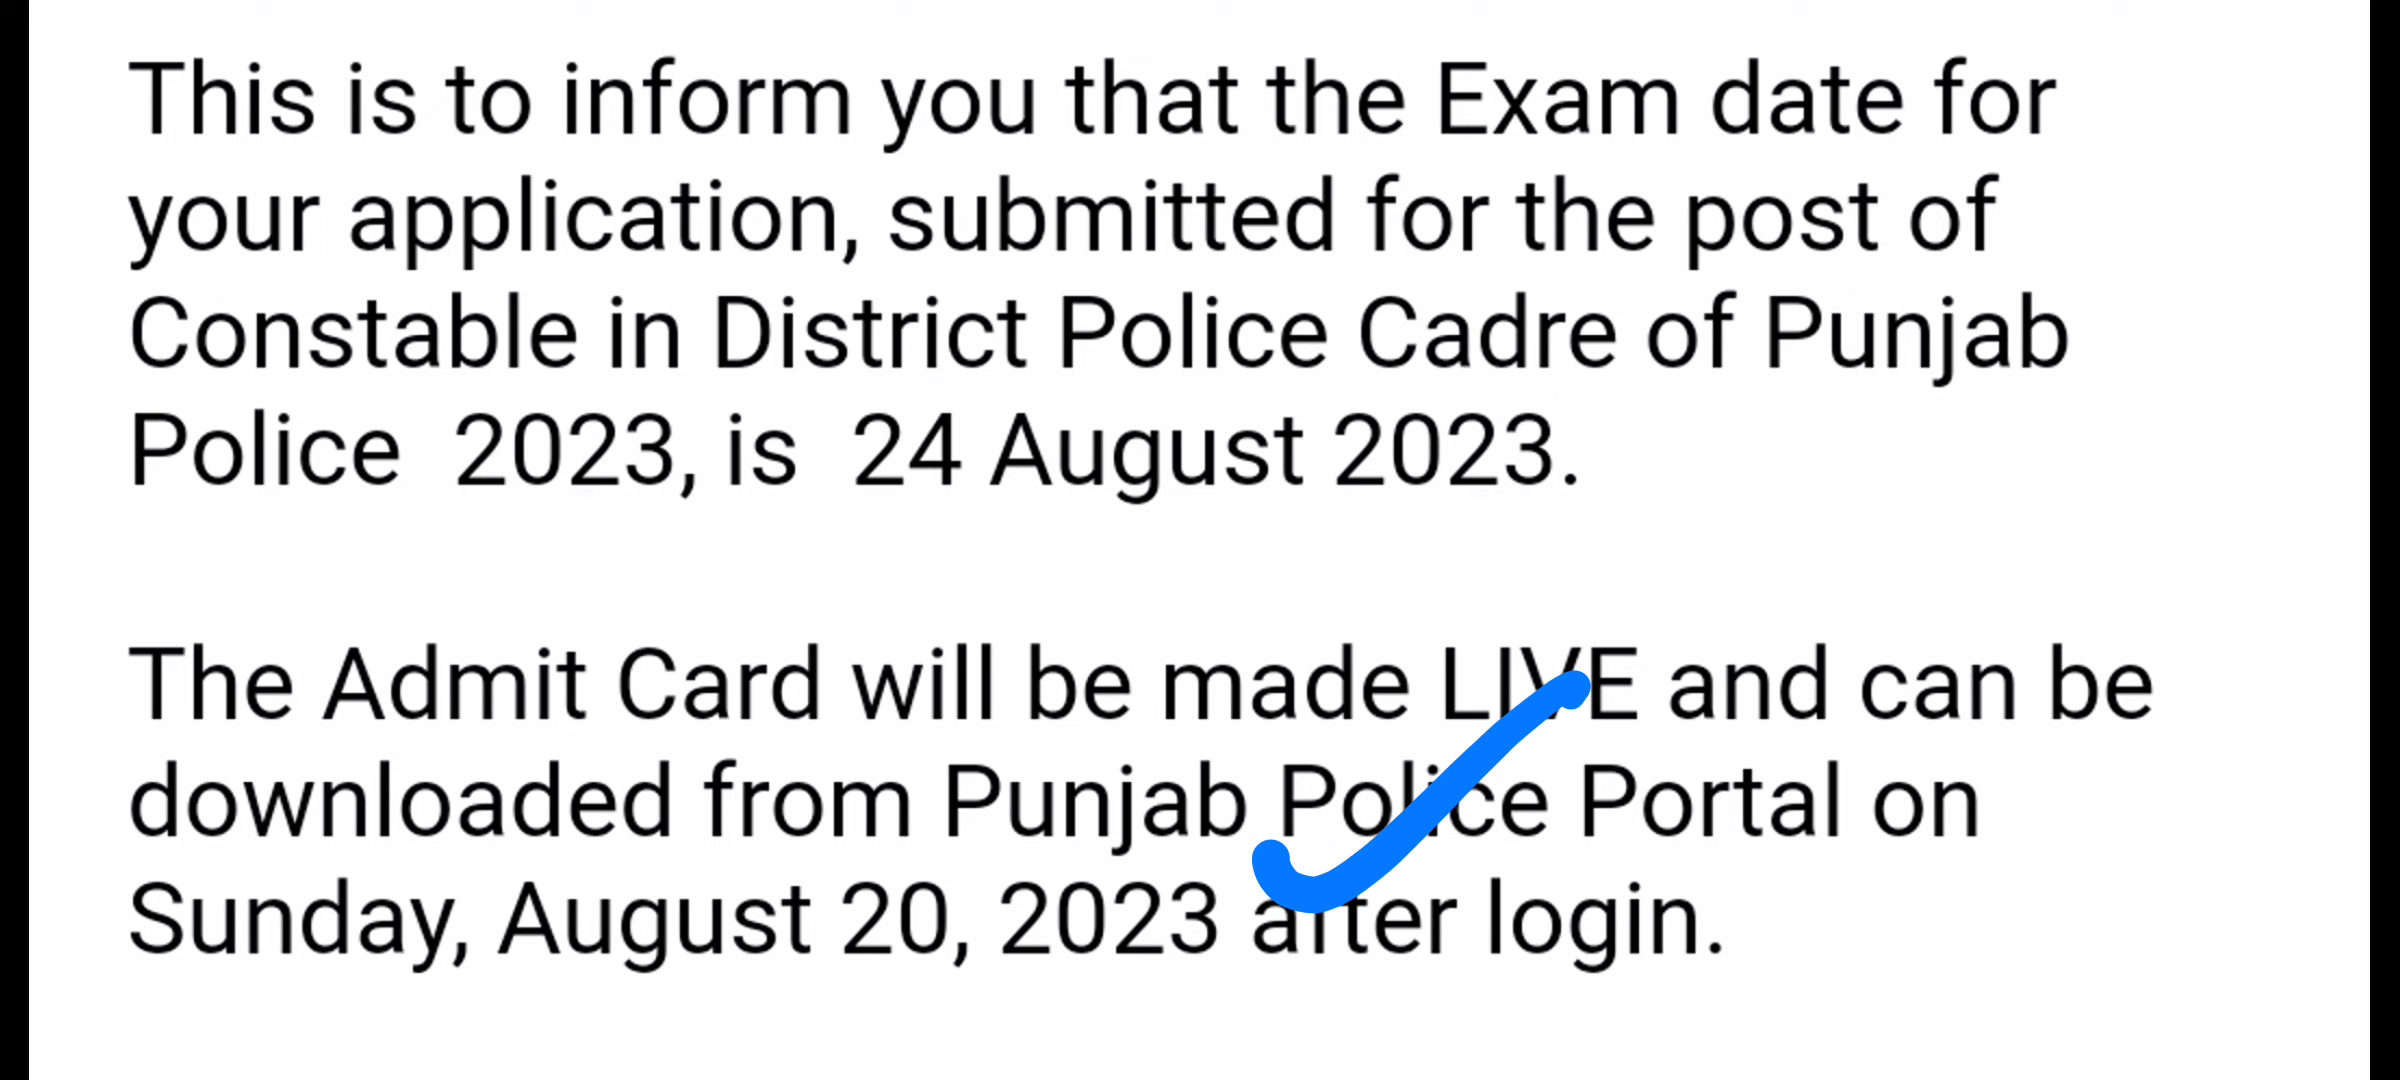 This is to inform you that the Exam date for
your application, submitted for the post of
Constable in District Police Cadre of Punjab
Police 2023, is 24 August 2023.
The Admit Card will be made LIVE and can be
downloaded from Punjab Police Portal on
Sunday, August 20, 2023 after login.